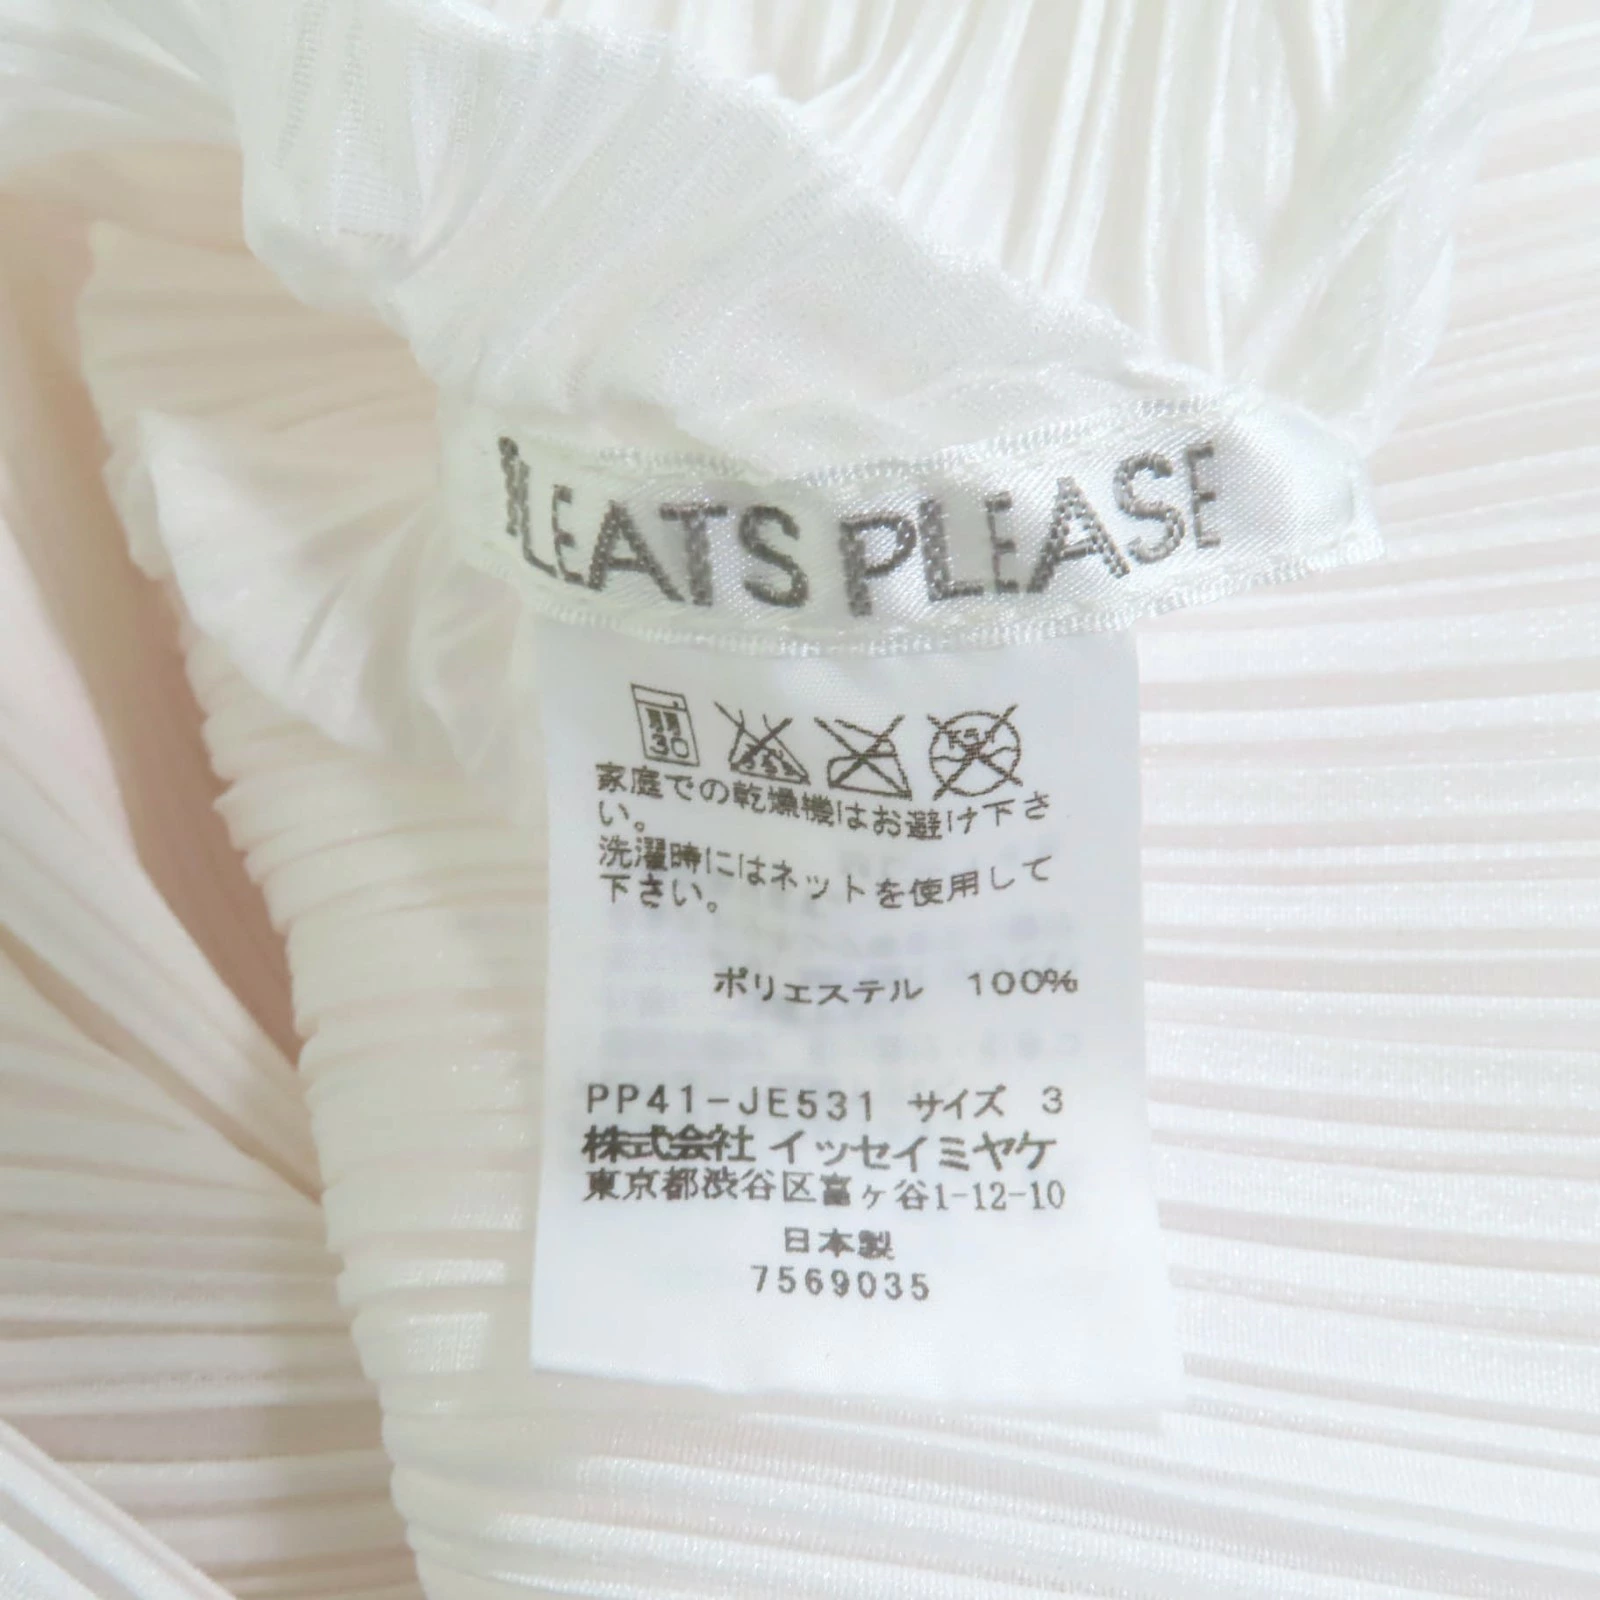 PLEATS PLEASE
弱
30
家庭での乾燥機はお避け下さ
い。
洗濯時にはネットを使用して
下さい。
ポリエステル 100%
PP41-JE531 サイズ 3
株式会社イッセイミヤケ
東京都渋谷区富ヶ谷1-12-10
日本製
7569035